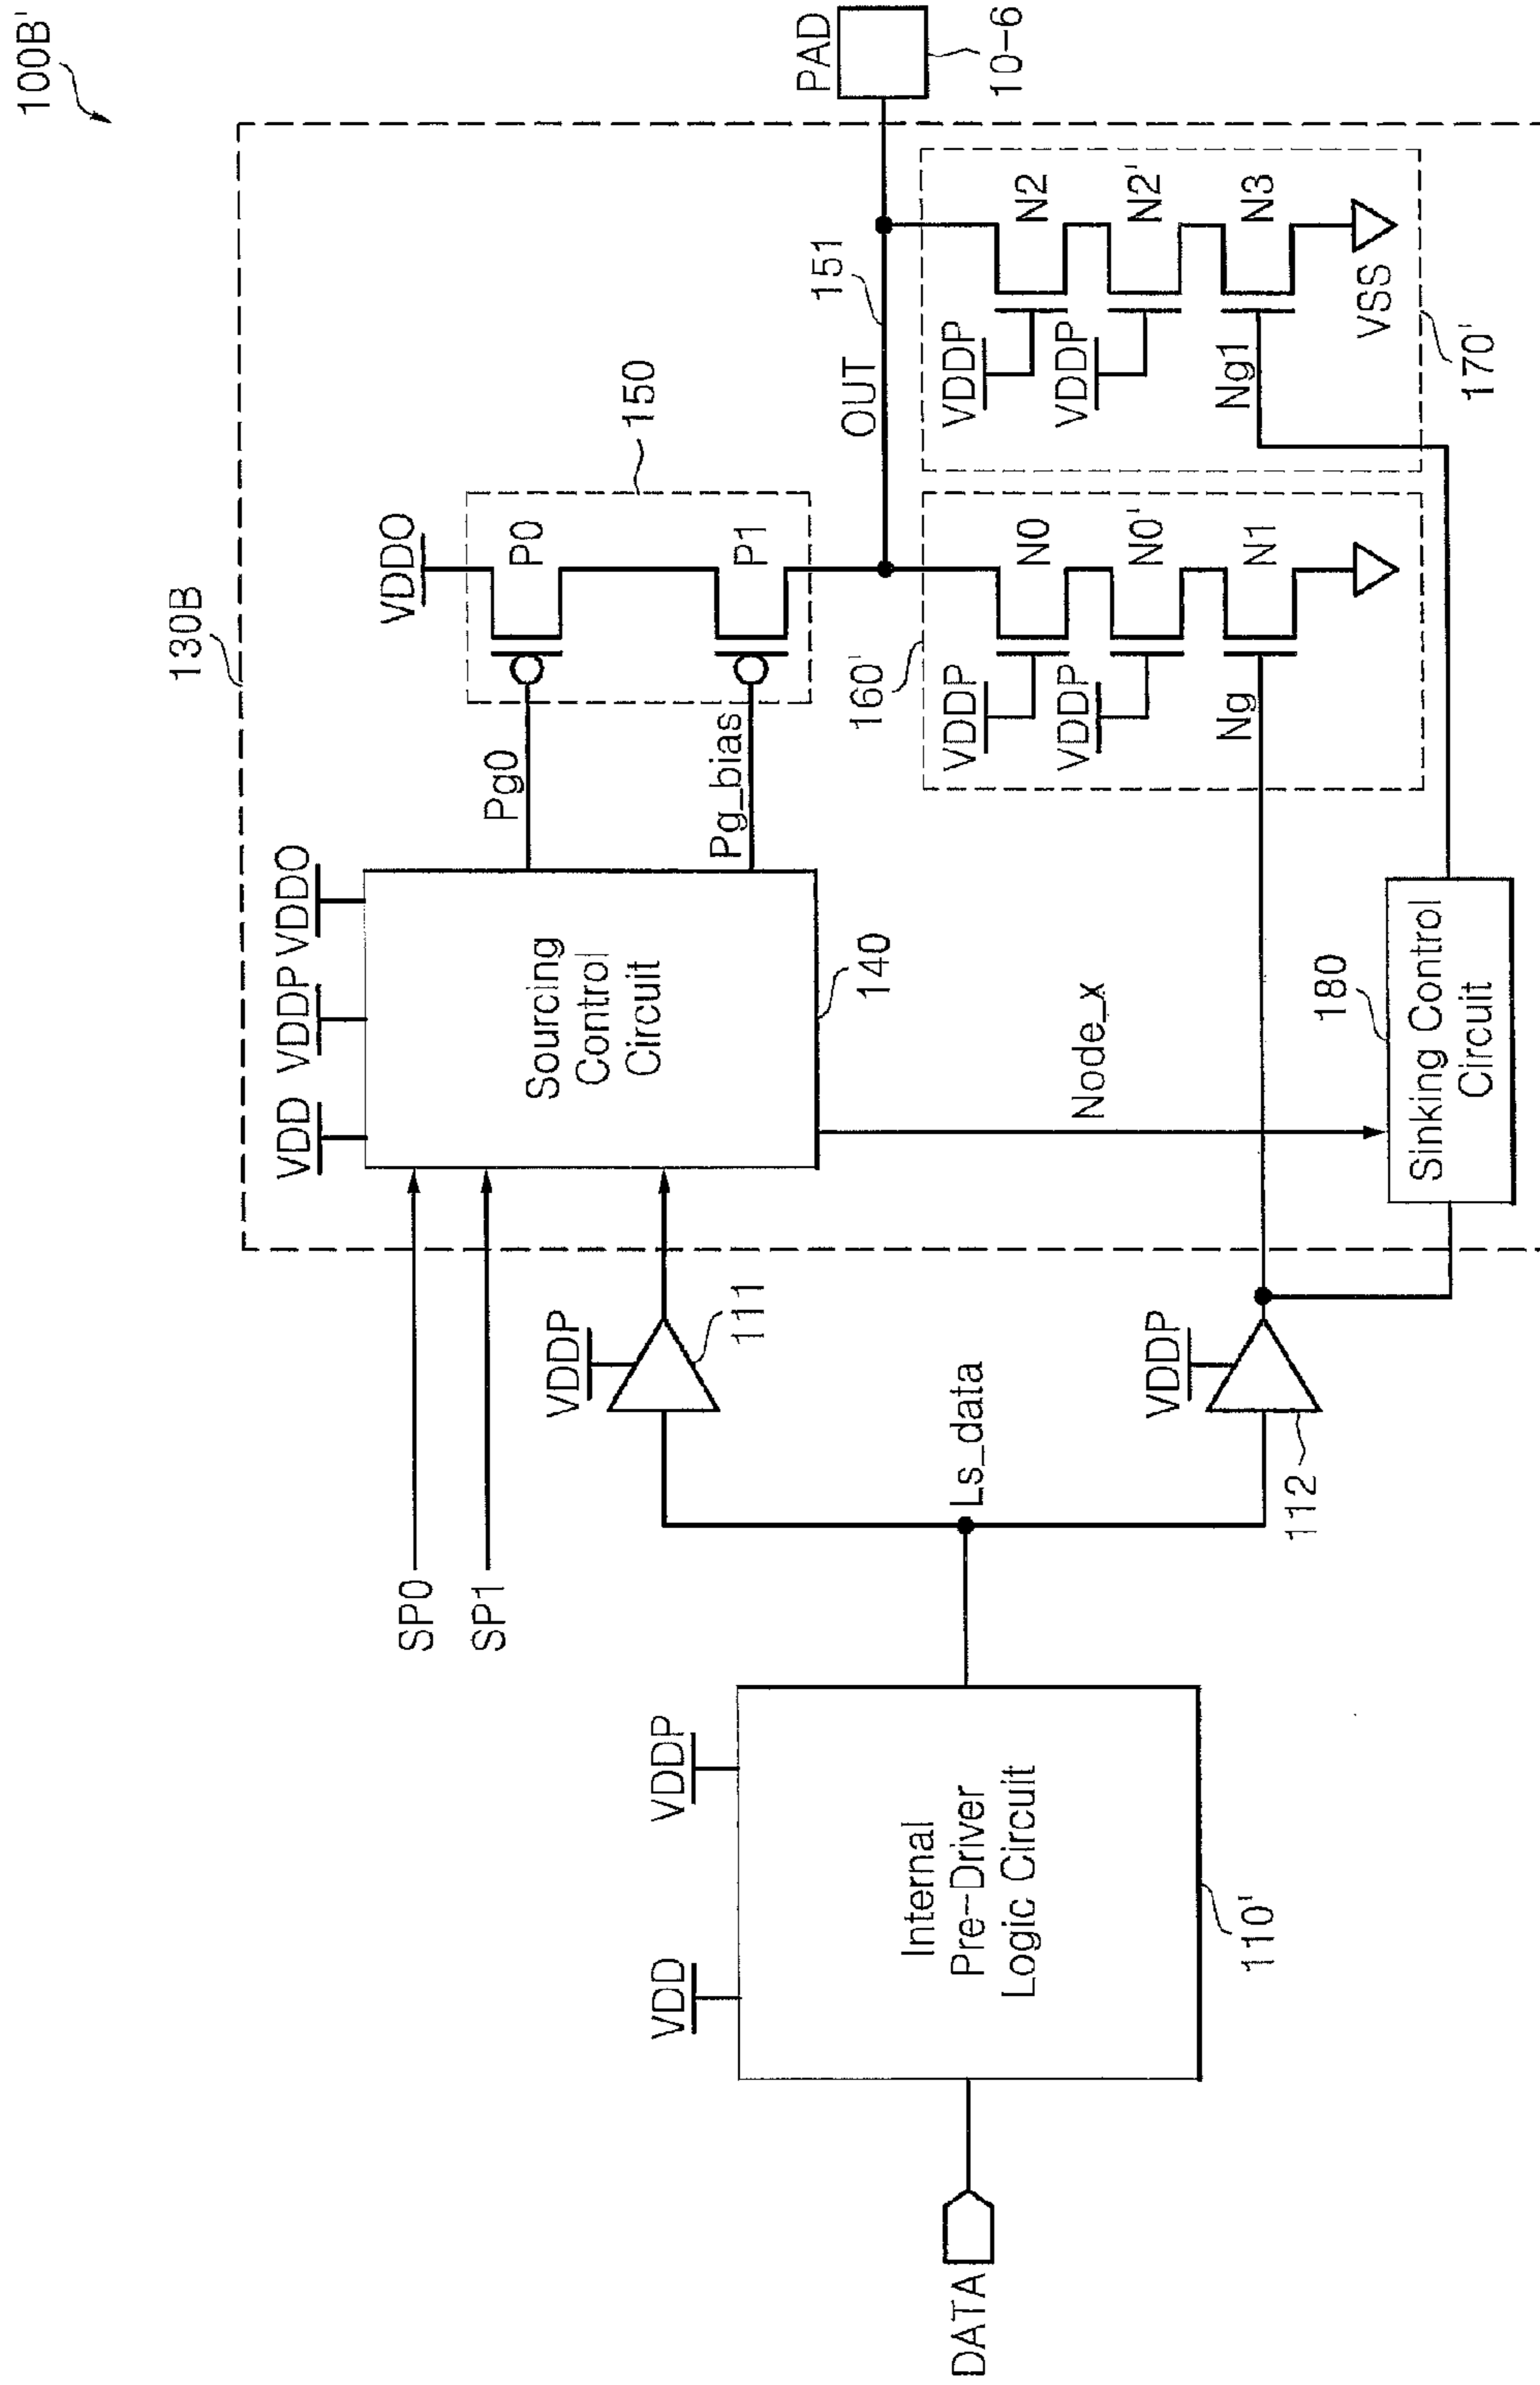 100B'
130B
VDDO
150
P0
P1
Pg0
Pg_bias
VDD
VDDP
VDDO
Sourcing
Control
Circuit
140
SP0
SP1
PAD
10-6
OUT
151
160'
VDDP
N0
VDDP
N0'
Ng
N1
VDDP
N2
VDDP
N2'
Ng1
N3
VSS
170'
Node_x
180
Sinking Control
Circuit
VDDP
111
VDDP
112
Ls_data
VDD
VDDP
Internal
Pre-Driver
Logic Circuit
110'
DATA